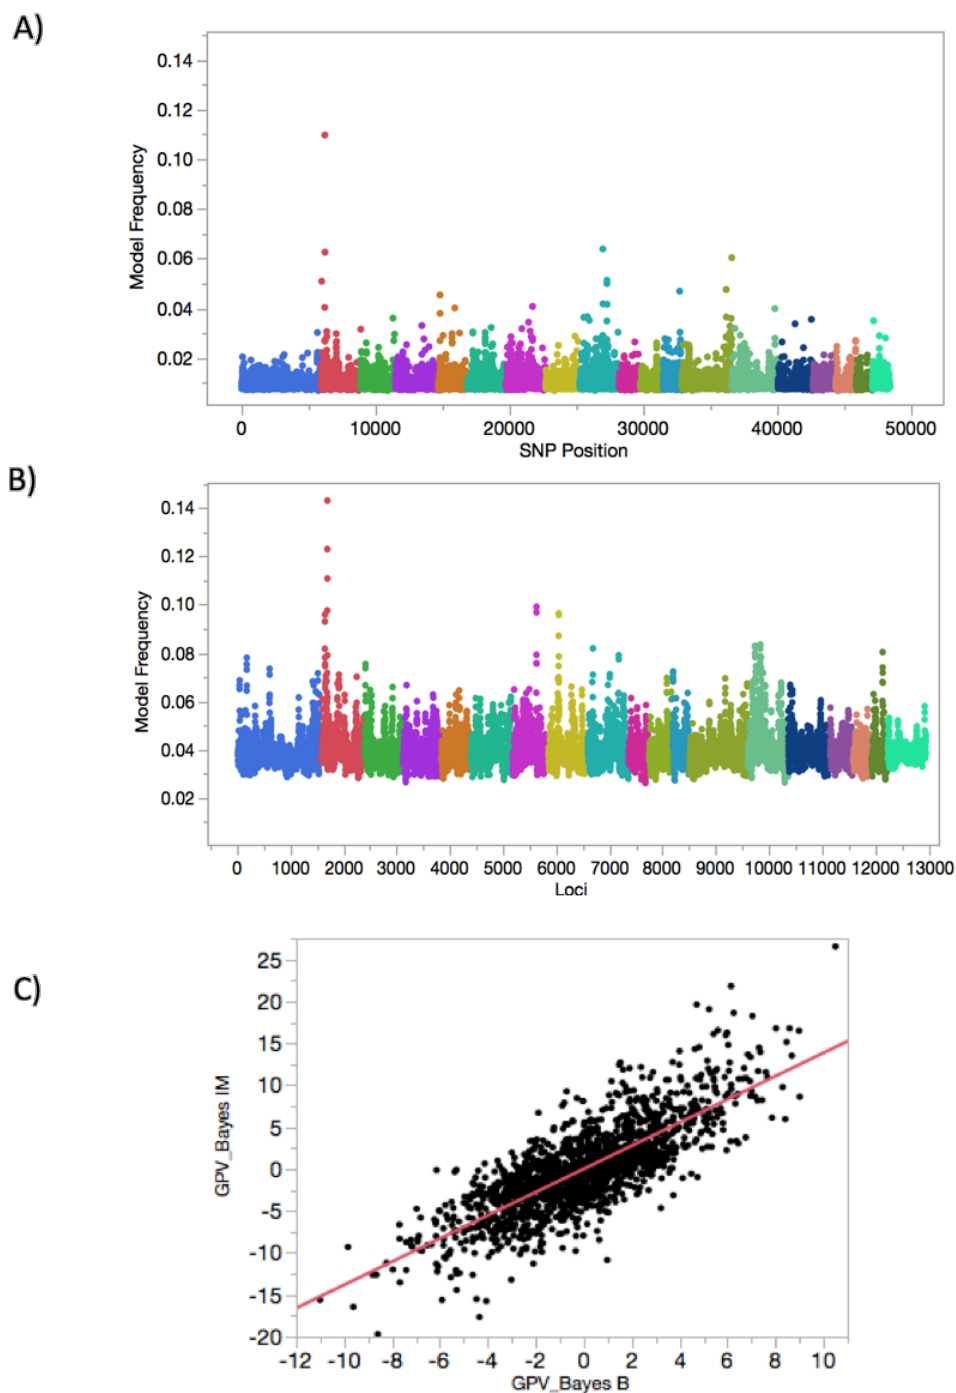 A)
0.14
0.12
0.10
0.08
0.06
0.04
0.02
Model Frequency
0 10000 20000 30000 40000 50000
SNP Position
B)
0.14
0.12
0.10
0.08
0.06
0.04
0.02
Model Frequency
0 1000 2000 3000 4000 5000 6000 7000 8000 9000 10000 11000 12000 13000
Loci
C)
25
20
15
10
5
0
-5
-10
-15
-20
GPV_Bayes IM
-12 -10 -8 -6 -4 -2 0 2 4 6 8 10
GPV_Bayes B